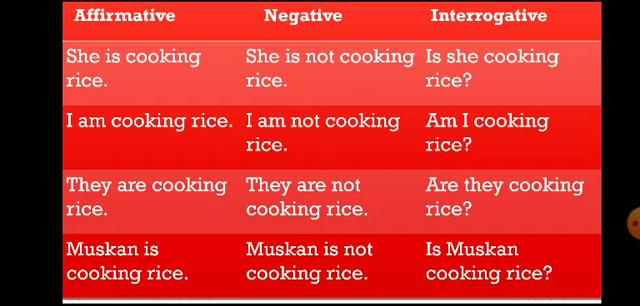 Affirmative Negative Interrogative
She is cooking She is not cooking Is she cooking
rice. rice. rice?
I am cooking rice. I am not cooking Am I cooking
rice. rice?
They are cooking They are not Are they cooking
rice. cooking rice. rice?
Muskan is Muskan is not Is Muskan
cooking rice. cooking rice. cooking rice?